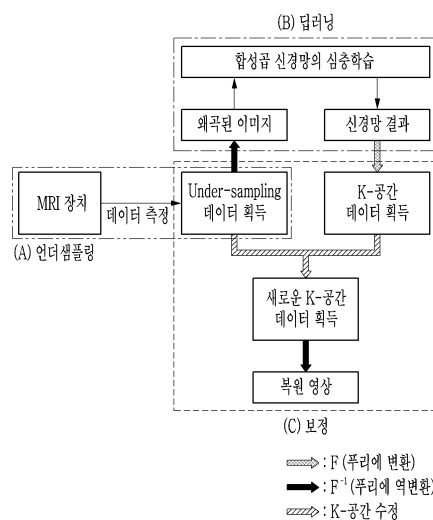 (B) 딥러닝
합성곱 신경망의 심층학습
왜곡된 이미지
신경망 결과
MRI 장치
데이터 측정
Under-sampling
데이터 획득
K-공간
데이터 획득
(A) 언더샘플링
새로운 K-공간
데이터 획득
복원 영상
(C) 보정
: F (푸리에 변환)
: F⁻¹ (푸리에 역변환)
: K-공간 수정